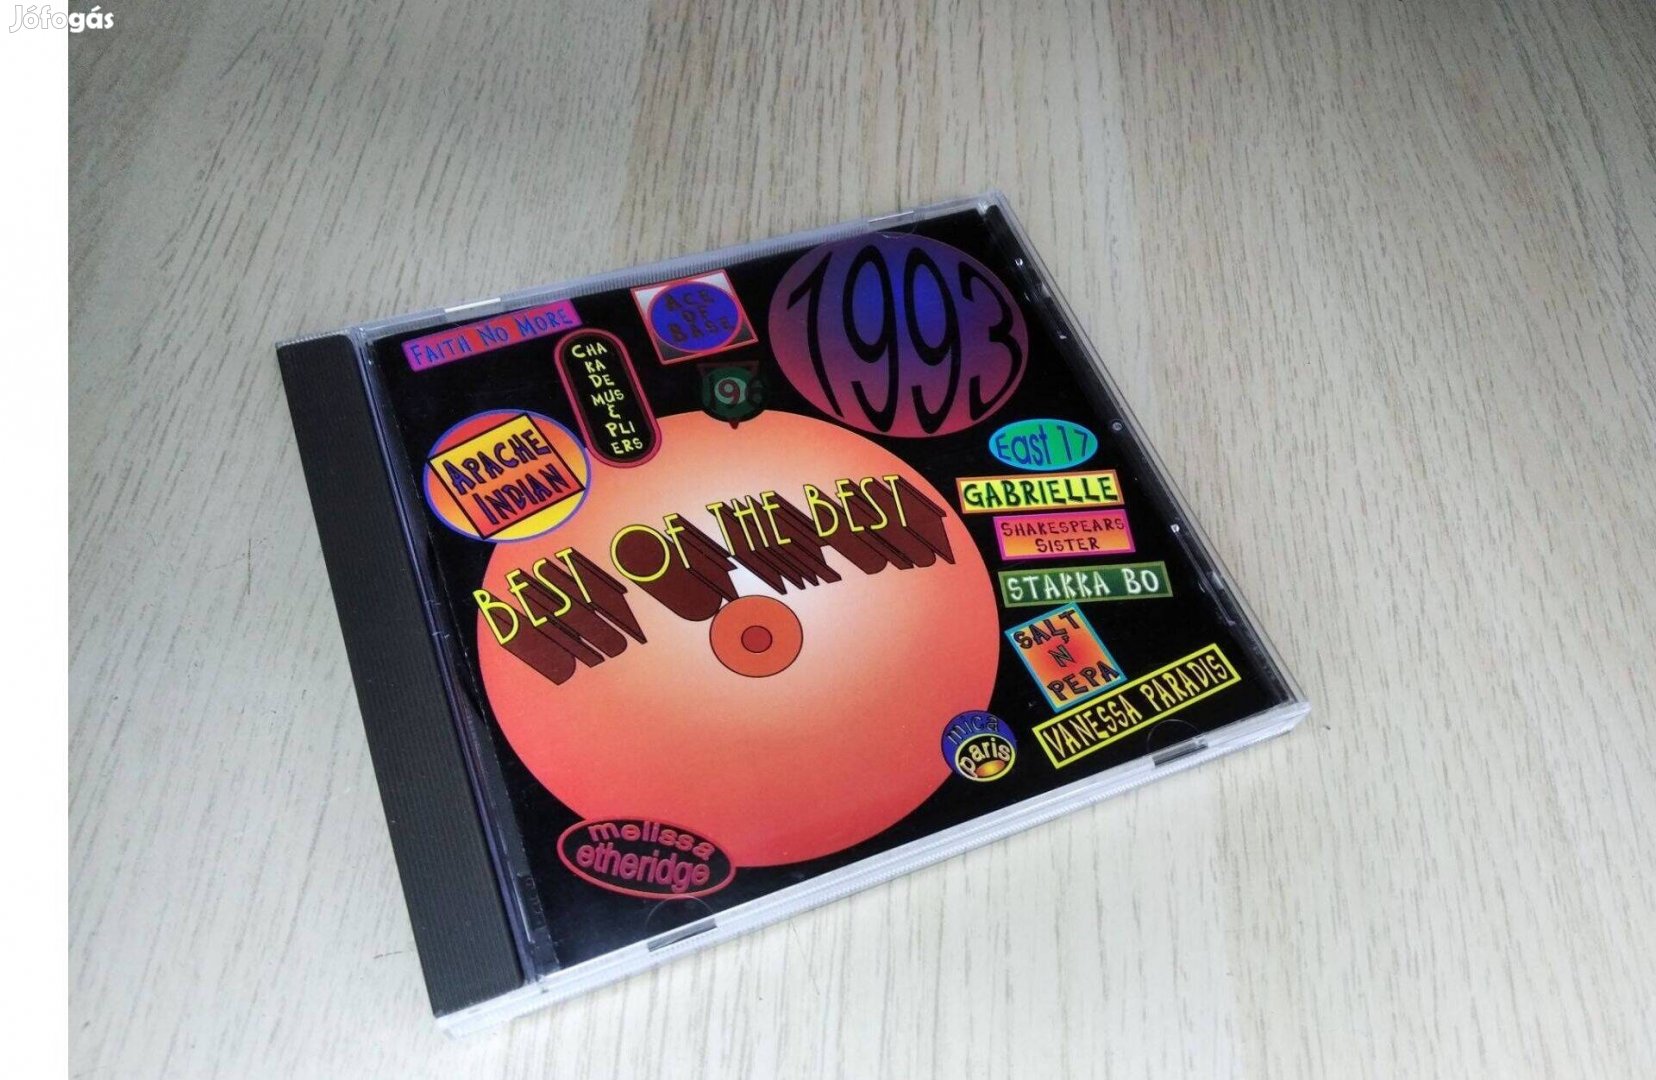 Jófogás
1993
FAITH NO MORE
ACE
OF
BASE
CHA
KA
DE
MUS
&
PLI
ERS
APACHE
INDIAN
East 17
GABRIELLE
BEST OF THE BEST
SHAKESPEARS
SISTER
STAKKA BO
SALT
'N'
PEPA
VANESSA PARADIS
mica
paris
melissa
etheridge